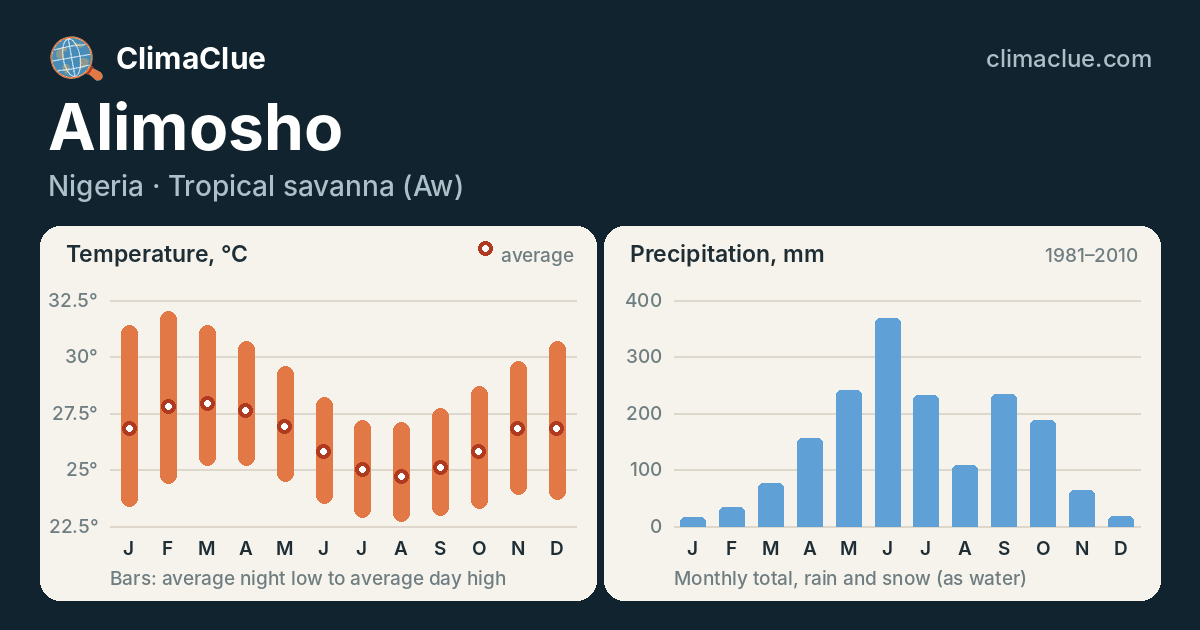 ClimaClue
climaclue.com
Alimosho
Nigeria · Tropical savanna (Aw)
Temperature, °C
average
32.5°
30°
27.5°
25°
22.5°
J F M A M J J A S O N D
Bars: average night low to average day high
Precipitation, mm
1981–2010
400
300
200
100
0
J F M A M J J A S O N D
Monthly total, rain and snow (as water)